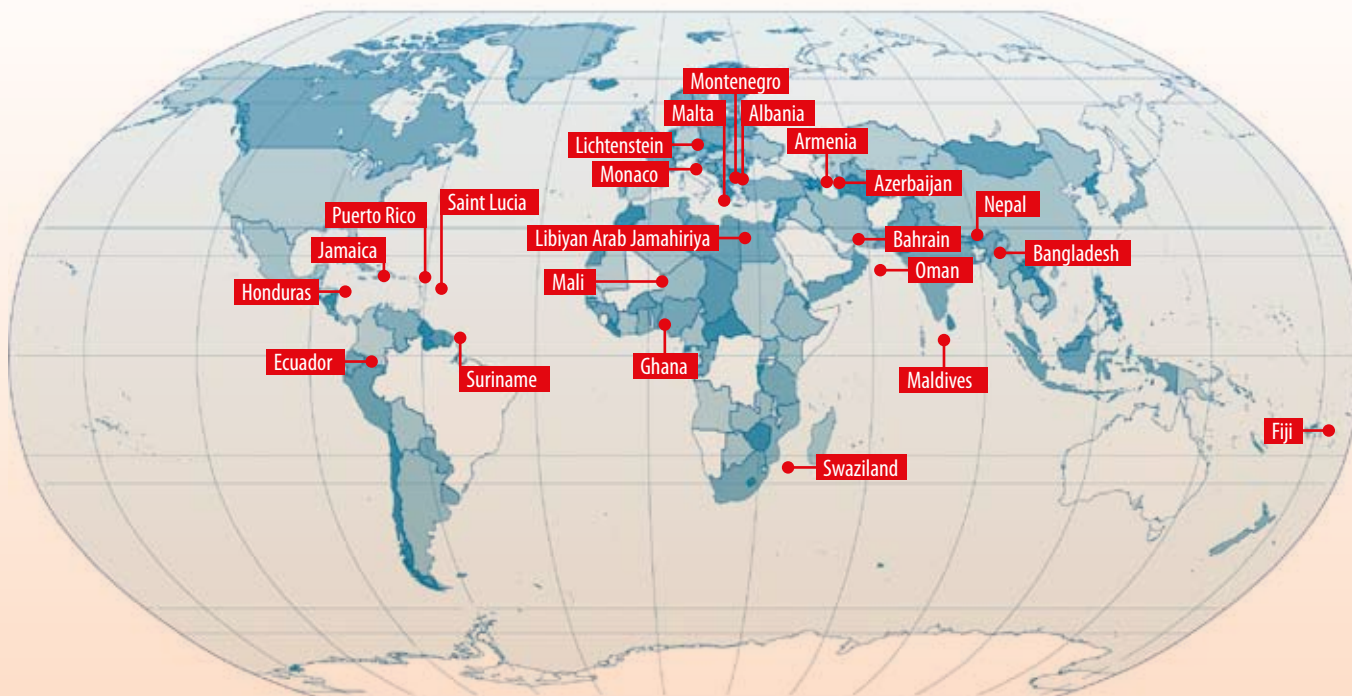 Montenegro
Malta
Albania
Lichtenstein
Armenia
Monaco
Azerbaijan
Saint Lucia
Nepal
Puerto Rico
Libiyan Arab Jamahiriya
Bahrain
Jamaica
Bangladesh
Oman
Honduras
Mali
Ecuador
Suriname
Ghana
Maldives
Fiji
Swaziland